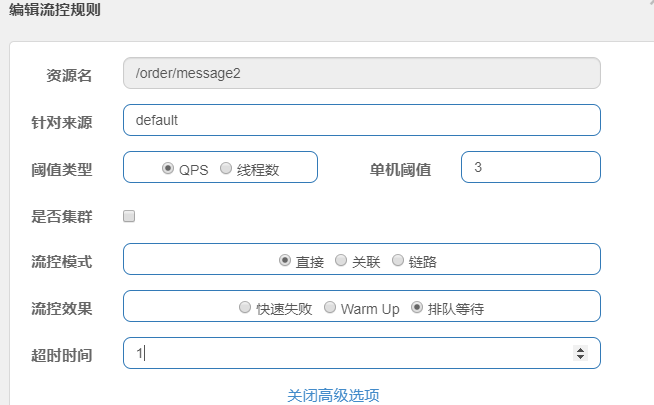 编辑流控规则
资源名 /order/message2
针对来源 default
阈值类型 QPS 线程数 单机阈值 3
是否集群
流控模式 直接 关联 链路
流控效果 快速失败 Warm Up 排队等待
超时时间 1
关闭高级选项